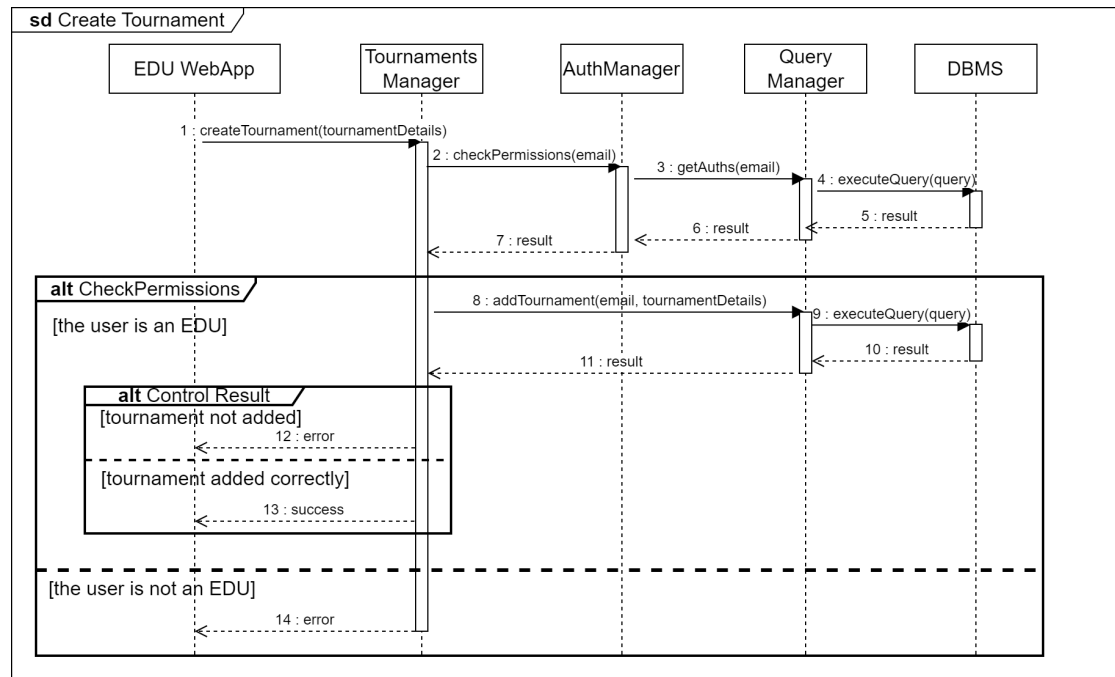 sd Create Tournament
EDU WebApp
Tournaments
Manager
AuthManager
Query
Manager
DBMS
1 : createTournament(tournamentDetails)
2 : checkPermissions(email)
3 : getAuths(email)
4 : executeQuery(query)
5 : result
6 : result
7 : result
alt CheckPermissions
[the user is an EDU]
8 : addTournament(email, tournamentDetails)
9 : executeQuery(query)
10 : result
11 : result
alt Control Result
[tournament not added]
12 : error
[tournament added correctly]
13 : success
[the user is not an EDU]
14 : error